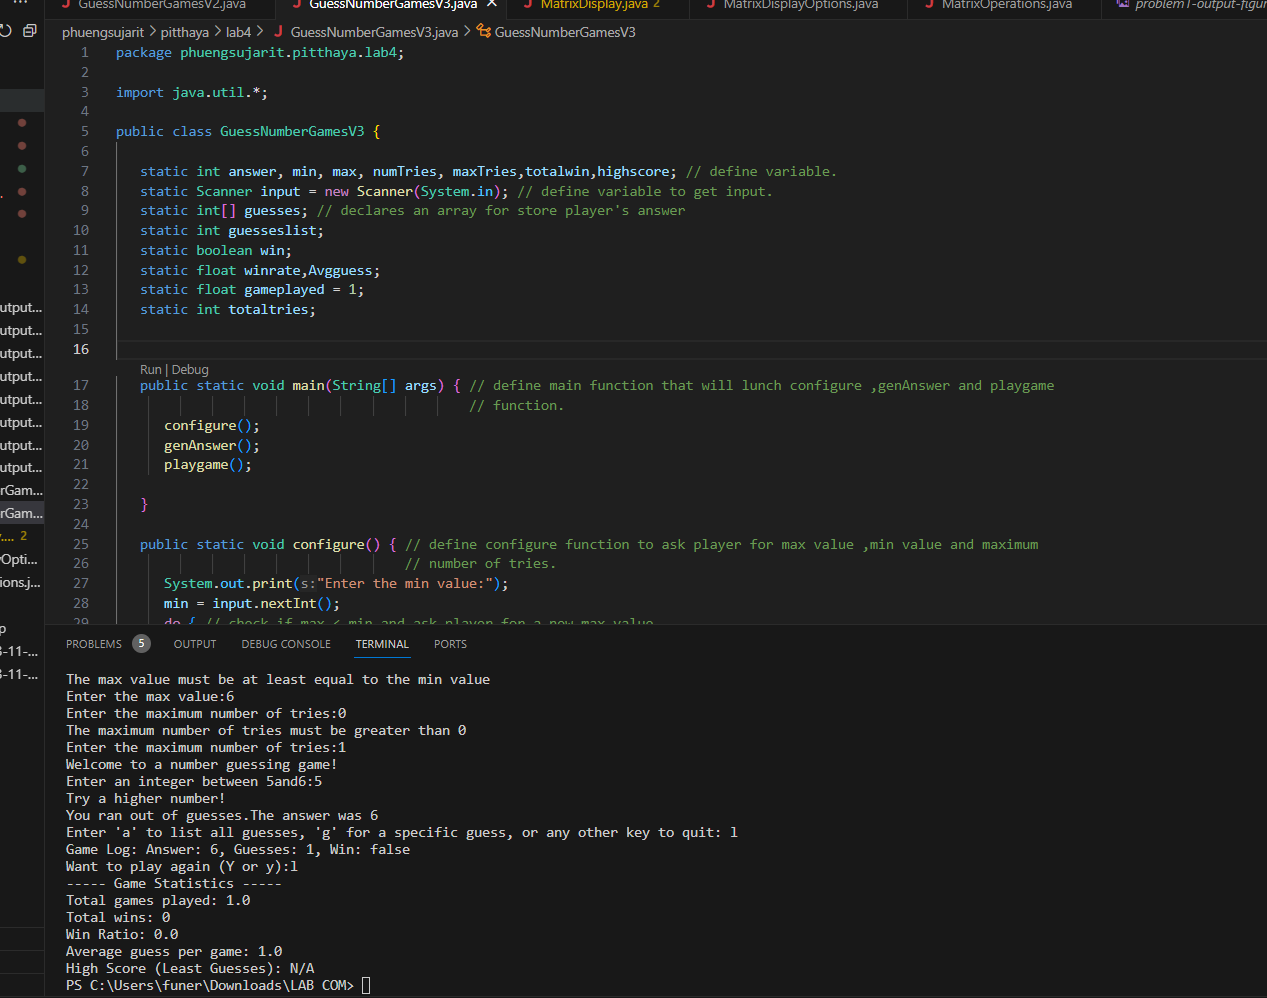 GuessNumberGamesV2.java GuessNumberGamesV3.java MatrixDisplay.java 2 MatrixDisplayOptions.java MatrixOperations.java problem1-output-figur
phuengsujarit > pitthaya > lab4 > J GuessNumberGamesV3.java > GuessNumberGamesV3
1 package phuengsujarit.pitthaya.lab4;
2
3 import java.util.*;
4
5 public class GuessNumberGamesV3 {
6
7 static int answer, min, max, numTries, maxTries,totalwin,highscore; // define variable.
8 static Scanner input = new Scanner(System.in); // define variable to get input.
9 static int[] guesses; // declares an array for store player's answer
10 static int guesseslist;
11 static boolean win;
12 static float winrate,Avgguess;
13 static float gameplayed = 1;
14 static int totaltries;
15
16
Run | Debug
17 public static void main(String[] args) { // define main function that will lunch configure ,genAnswer and playgame
18 // function.
19 configure();
20 genAnswer();
21 playgame();
22
23 }
24
25 public static void configure() { // define configure function to ask player for max value ,min value and maximum
26 // number of tries.
27 System.out.print(s:"Enter the min value:");
28 min = input.nextInt();
29 do { // check if max < min and ask player for a new max value
utput...
utput...
utput...
utput...
utput...
utput...
utput...
utput...
rGam...
rGam...
.... 2
yOpti...
ions.j...
p
3-11-...
3-11-...
PROBLEMS 5 OUTPUT DEBUG CONSOLE TERMINAL PORTS
The max value must be at least equal to the min value
Enter the max value:6
Enter the maximum number of tries:0
The maximum number of tries must be greater than 0
Enter the maximum number of tries:1
Welcome to a number guessing game!
Enter an integer between 5and6:5
Try a higher number!
You ran out of guesses.The answer was 6
Enter 'a' to list all guesses, 'g' for a specific guess, or any other key to quit: l
Game Log: Answer: 6, Guesses: 1, Win: false
Want to play again (Y or y):l
----- Game Statistics -----
Total games played: 1.0
Total wins: 0
Win Ratio: 0.0
Average guess per game: 1.0
High Score (Least Guesses): N/A
PS C:\Users\funer\Downloads\LAB COM>